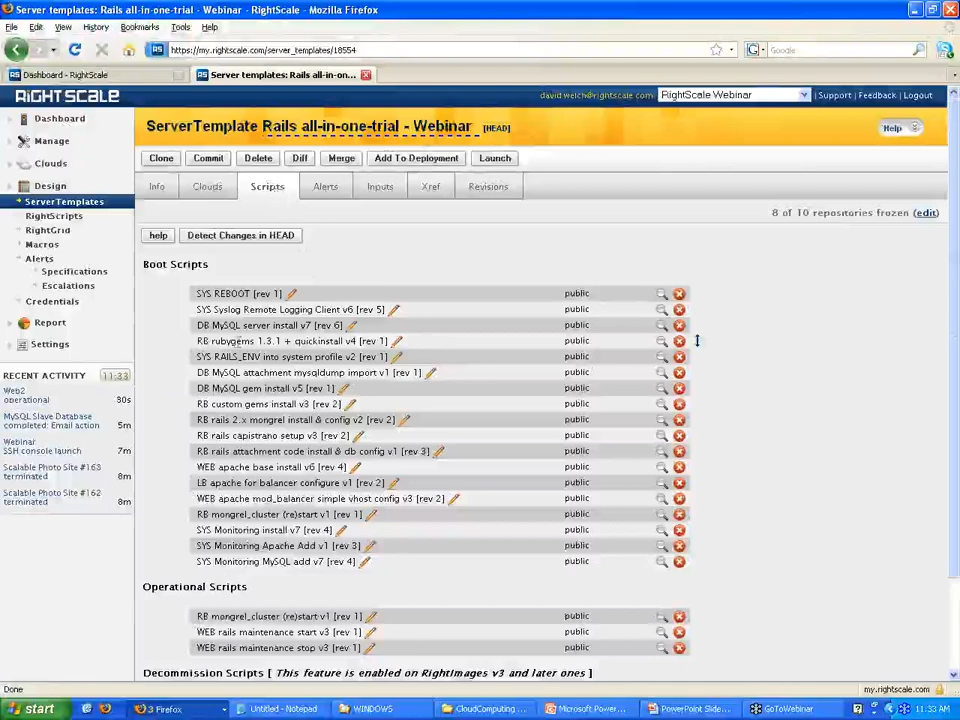 Server templates: Rails all-in-one-trial - Webinar - RightScale - Mozilla Firefox
File Edit View History Bookmarks Tools Help
https://my.rightscale.com/server_templates/18554
Google
Dashboard - RightScale
Server templates: Rails all-in-on...
RIGHTSCALE
david.welch@rightscale.com
RightScale Webinar
Support | Feedback | Logout
Dashboard
Manage
Clouds
Design
ServerTemplates
RightScripts
RightGrid
Macros
Alerts
Specifications
Escalations
Credentials
Report
Settings
RECENT ACTIVITY 11:33
Web2
operational 30s
MySQL Slave Database
completed: Email action 5m
Webinar
SSH console launch 7m
Scalable Photo Site #163
terminated 8m
Scalable Photo Site #162
terminated 8m
ServerTemplate Rails all-in-one-trial - Webinar [HEAD]
Help
Clone Commit Delete Diff Merge Add To Deployment Launch
Info Clouds Scripts Alerts Inputs Xref Revisions
8 of 10 repositories frozen (edit)
help Detect Changes in HEAD
Boot Scripts
SYS REBOOT [rev 1] public
SYS Syslog Remote Logging Client v6 [rev 5] public
DB MySQL server install v7 [rev 6] public
RB rubygems 1.3.1 + quickinstall v4 [rev 1] public
SYS RAILS_ENV into system profile v2 [rev 1] public
DB MySQL attachment mysqldump import v1 [rev 1] public
DB MySQL gem install v5 [rev 1] public
RB custom gems install v3 [rev 2] public
RB rails 2.x mongrel install & config v2 [rev 2] public
RB rails capistrano setup v3 [rev 2] public
RB rails attachment code install & db config v1 [rev 3] public
WEB apache base install v6 [rev 4] public
LB apache for balancer configure v1 [rev 2] public
WEB apache mod_balancer simple vhost config v3 [rev 2] public
RB mongrel_cluster (re)start v1 [rev 1] public
SYS Monitoring install v7 [rev 4] public
SYS Monitoring Apache Add v1 [rev 3] public
SYS Monitoring MySQL add v7 [rev 4] public
Operational Scripts
RB mongrel_cluster (re)start v1 [rev 1] public
WEB rails maintenance start v3 [rev 1] public
WEB rails maintenance stop v3 [rev 1] public
Decommission Scripts [ This feature is enabled on RightImages v3 and later ones ]
Done
my.rightscale.com
start
3 Firefox
Untitled - Notepad
WINDOWS
CloudComputing ...
Microsoft Power...
PowerPoint Slide...
GoToWebinar
11:33 AM